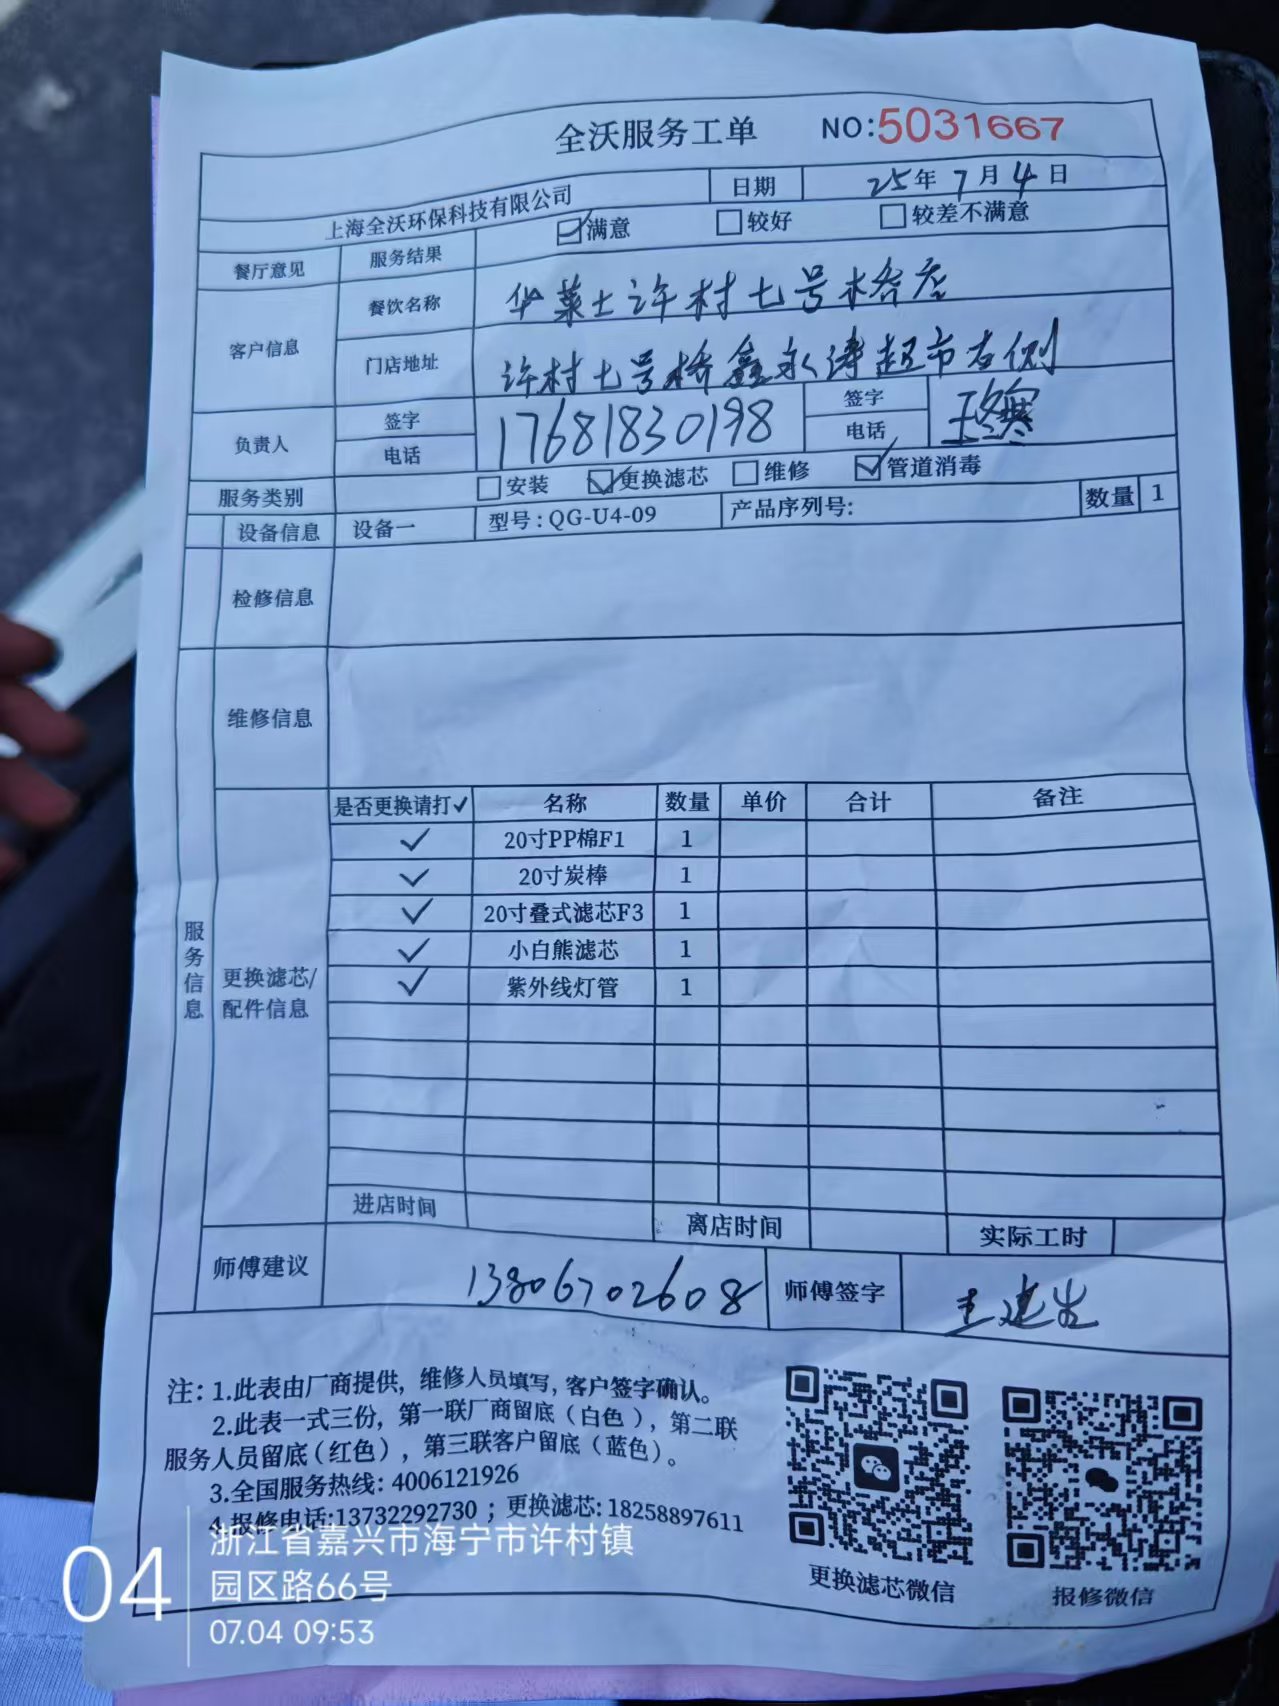 全沃服务工单 NO:5031667
上海全沃环保科技有限公司 日期 25年7月4日
餐厅意见 服务结果 满意 较好 较差不满意
客户信息 餐饮名称 华莱士许村七号桥店
门店地址 许村七号桥鑫永涛超市右侧
负责人 签字 电话 17681830198 签字 电话
服务类别 安装 更换滤芯 维修 管道消毒
设备信息 设备一 型号:QG-U4-09 产品序列号: 数量 1
检修信息
维修信息
服务信息
更换滤芯/
配件信息
是否更换请打✓ 名称 数量 单价 合计 备注
✓ 20寸PP棉F1 1
✓ 20寸炭棒 1
✓ 20寸叠式滤芯F3 1
✓ 小白熊滤芯 1
✓ 紫外线灯管 1
进店时间 离店时间 实际工时
师傅建议 13806702608 师傅签字
注:1.此表由厂商提供,维修人员填写,客户签字确认。
2.此表一式三份,第一联厂商留底(白色),第二联
服务人员留底(红色),第三联客户留底(蓝色)。
3.全国服务热线:4006121926
4.报修电话:13732292730;更换滤芯:18258897611
更换滤芯微信
报修微信
04
浙江省嘉兴市海宁市许村镇
园区路66号
07.04 09:53